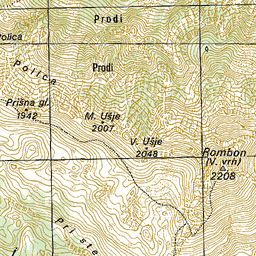 Prodi
Polica
Polica
Prodi
Prišna gl.
1942
M. Ušje
2007
V. Ušje
2048
Rombon
(V. vrh)
2208
Pri ste